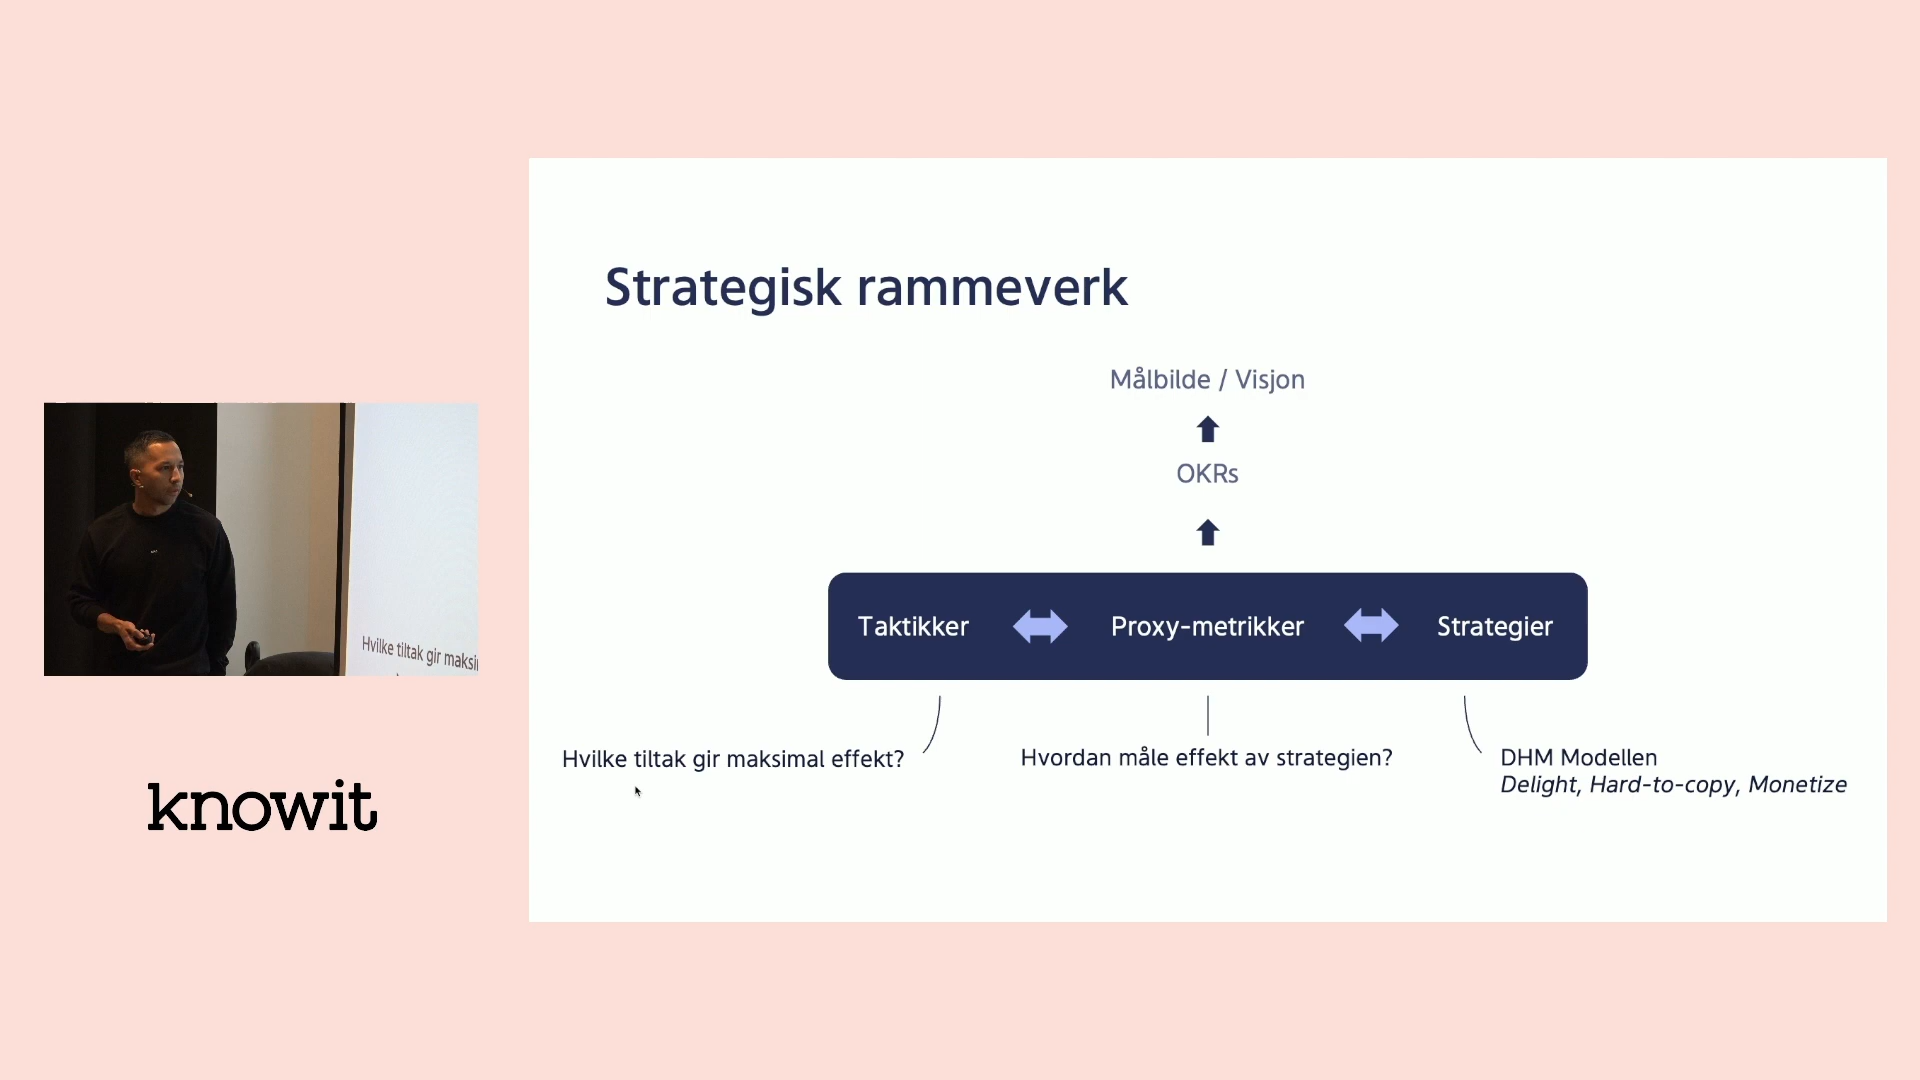 Strategisk rammeverk
Målbilde / Visjon
OKRs
Taktikker Proxy-metrikker Strategier
Hvilke tiltak gir maksimal effekt?
Hvordan måle effekt av strategien?
DHM Modellen
Delight, Hard-to-copy, Monetize
Hvilke tiltak gir maksi
knowit